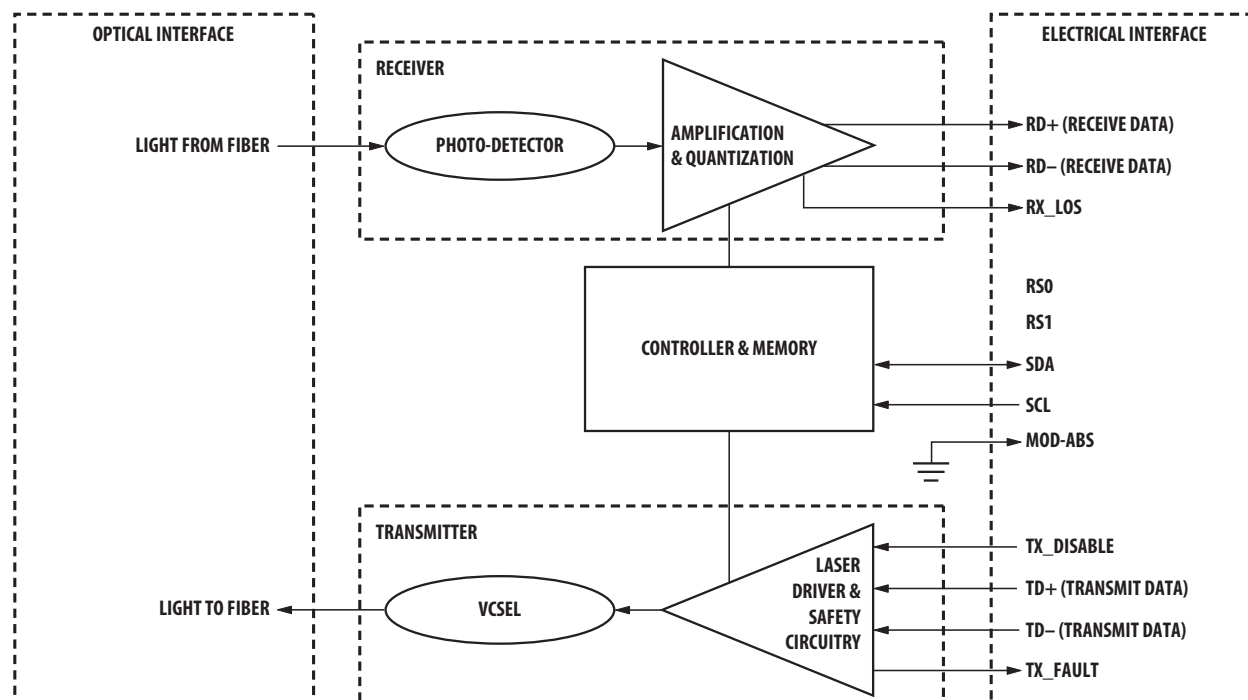 OPTICAL INTERFACE
ELECTRICAL INTERFACE
RECEIVER
LIGHT FROM FIBER
PHOTO-DETECTOR
AMPLIFICATION
& QUANTIZATION
RD+ (RECEIVE DATA)
RD– (RECEIVE DATA)
RX_LOS
RS0
RS1
CONTROLLER & MEMORY
SDA
SCL
MOD-ABS
TRANSMITTER
LIGHT TO FIBER
VCSEL
LASER
DRIVER &
SAFETY
CIRCUITRY
TX_DISABLE
TD+ (TRANSMIT DATA)
TD– (TRANSMIT DATA)
TX_FAULT